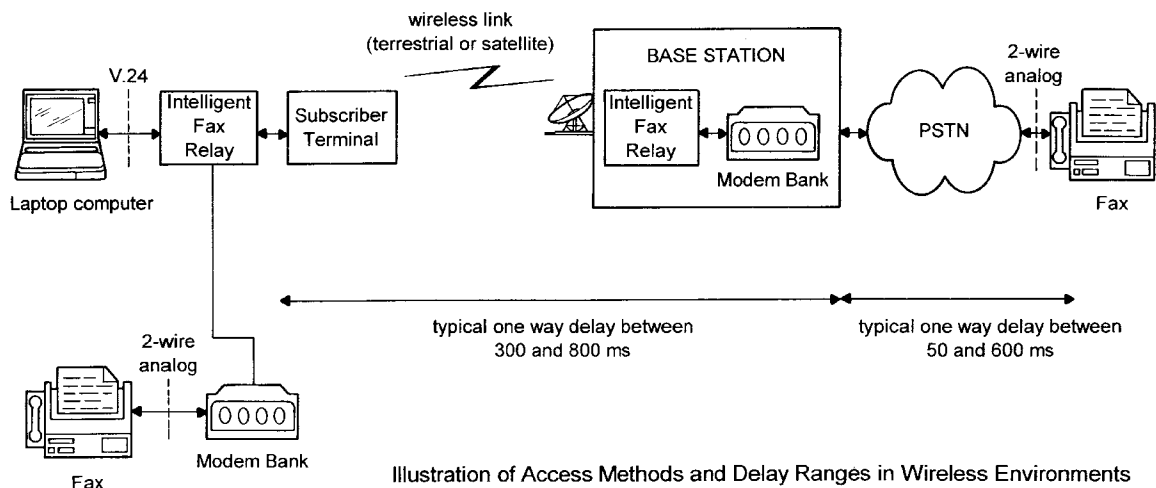 wireless link
(terrestrial or satellite)
V.24
Intelligent
Fax
Relay
Subscriber
Terminal
BASE STATION
Intelligent
Fax
Relay
Modem Bank
PSTN
2-wire
analog
Laptop computer
Fax
typical one way delay between
300 and 800 ms
typical one way delay between
50 and 600 ms
2-wire
analog
Modem Bank
Fax
Illustration of Access Methods and Delay Ranges in Wireless Environments